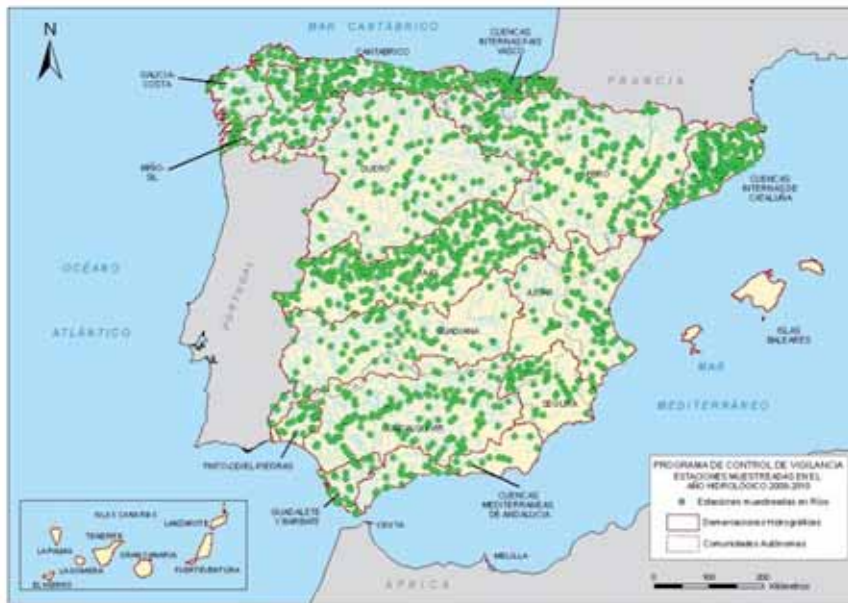 N
MAR CANTÁBRICO
CUENCAS
INTERNAS PAIS
VASCO
CANTÁBRICO
GALICIA
COSTA
FRANCIA
MIÑO-
SIL
DUERO
EBRO
CUENCAS
INTERNAS DE
CATALUÑA
OCÉANO
ATLÁNTICO
PORTUGAL
TAJO
GUADIANA
ISLAS
BALEARES
MAR
MEDITERRÁNEO
SEGURA
GUADALQUIVIR
TINTO-ODIEL-PIEDRAS
GUADALETE
Y BARBATE
CUENCAS
MEDITERRÁNEAS
DE ANDALUCÍA
CEUTA
MELILLA
ÁFRICA
ISLAS CANARIAS
LANZAROTE
LA PALMA
TENERIFE
GRAN CANARIA
LA GOMERA
FUERTEVENTURA
EL HIERRO
PROGRAMA DE CONTROL DE VIGILANCIA
ESTACIONES MUESTREADAS EN EL
AÑO HIDROLÓGICO 2009-2010
Estaciones muestreadas en Ríos
Demarcaciones Hidrográficas
Comunidades Autónomas
0 100 200
Kilómetros